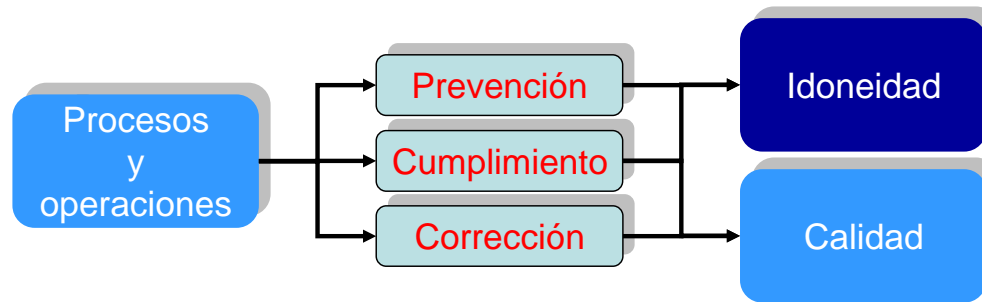 Procesos
y
operaciones
Prevención
Cumplimiento
Corrección
Idoneidad
Calidad